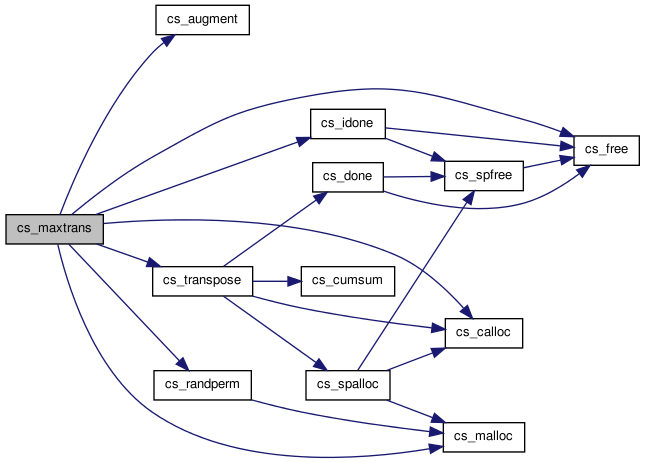 cs_augment
cs_idone
cs_free
cs_done
cs_spfree
cs_maxtrans
cs_transpose
cs_cumsum
cs_calloc
cs_randperm
cs_spalloc
cs_malloc